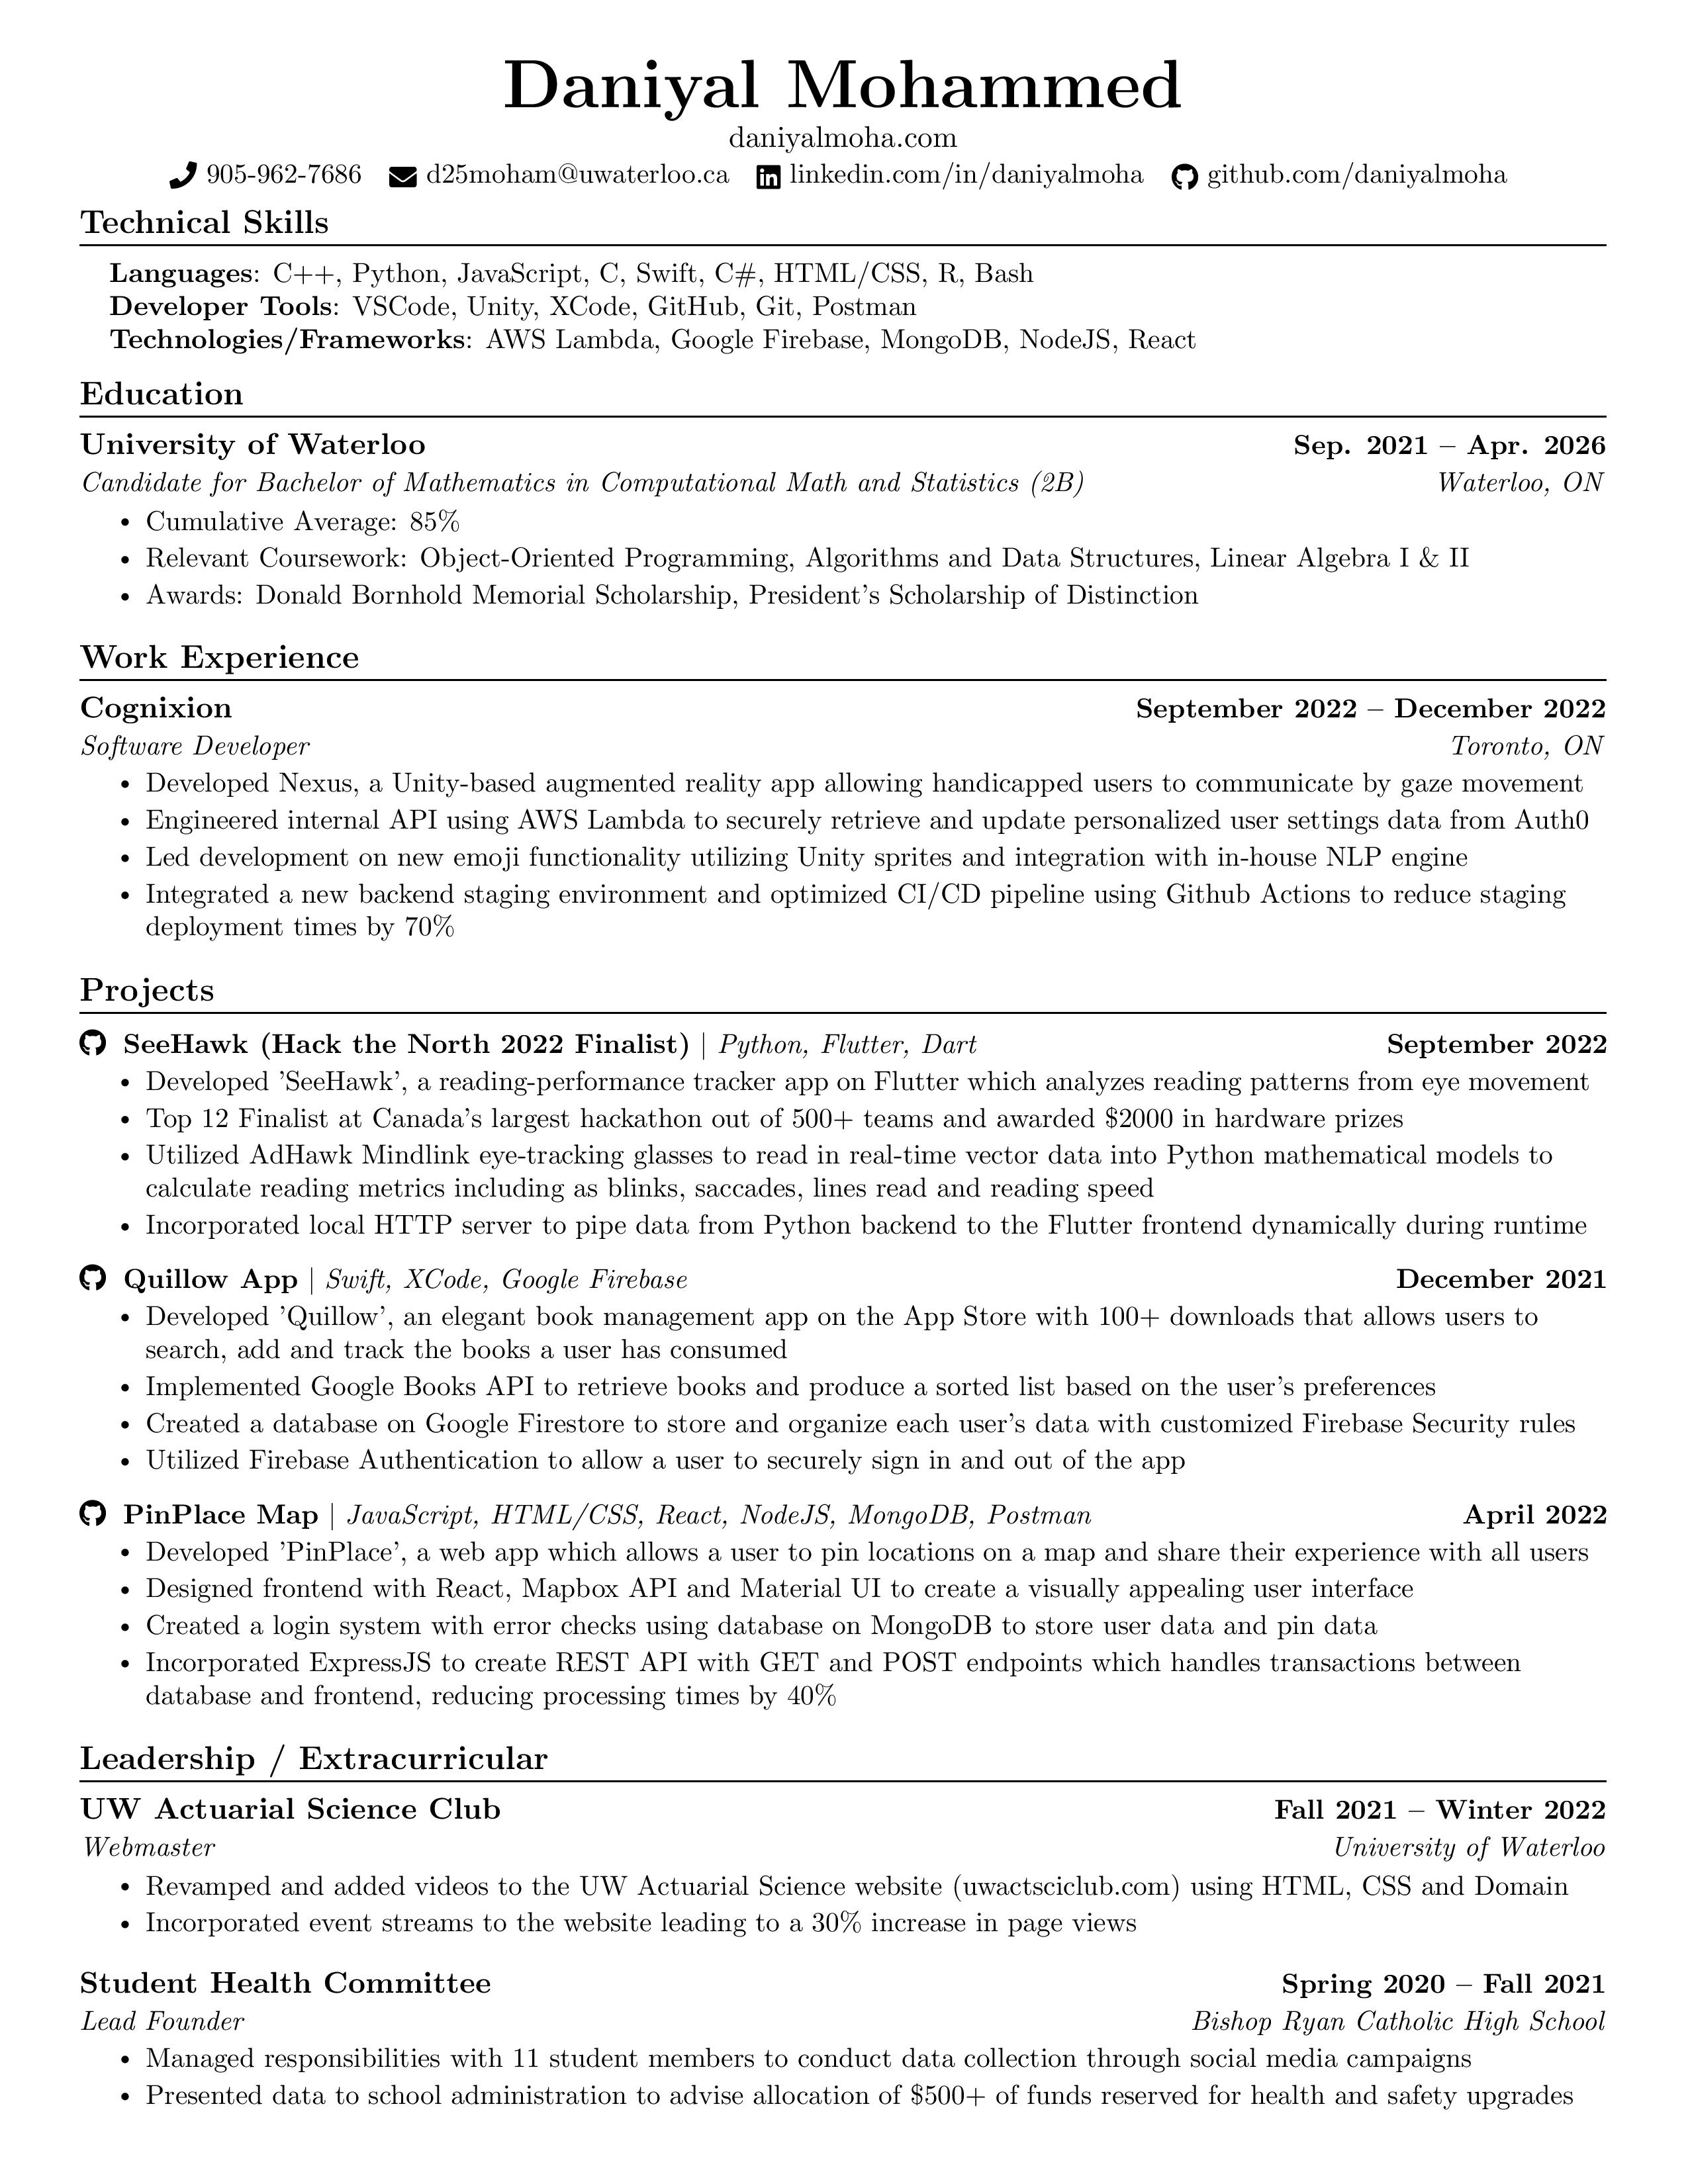 Daniyal Mohammed
daniyalmoha.com
905-962-7686 d25moham@uwaterloo.ca linkedin.com/in/daniyalmoha github.com/daniyalmoha
Technical Skills
Languages: C++, Python, JavaScript, C, Swift, C#, HTML/CSS, R, Bash
Developer Tools: VSCode, Unity, XCode, GitHub, Git, Postman
Technologies/Frameworks: AWS Lambda, Google Firebase, MongoDB, NodeJS, React
Education
University of Waterloo Sep. 2021 – Apr. 2026
Candidate for Bachelor of Mathematics in Computational Math and Statistics (2B) Waterloo, ON
• Cumulative Average: 85%
• Relevant Coursework: Object-Oriented Programming, Algorithms and Data Structures, Linear Algebra I & II
• Awards: Donald Bornhold Memorial Scholarship, President's Scholarship of Distinction
Work Experience
Cognixion September 2022 – December 2022
Software Developer Toronto, ON
• Developed Nexus, a Unity-based augmented reality app allowing handicapped users to communicate by gaze movement
• Engineered internal API using AWS Lambda to securely retrieve and update personalized user settings data from Auth0
• Led development on new emoji functionality utilizing Unity sprites and integration with in-house NLP engine
• Integrated a new backend staging environment and optimized CI/CD pipeline using Github Actions to reduce staging
deployment times by 70%
Projects
SeeHawk (Hack the North 2022 Finalist) | Python, Flutter, Dart September 2022
• Developed 'SeeHawk', a reading-performance tracker app on Flutter which analyzes reading patterns from eye movement
• Top 12 Finalist at Canada's largest hackathon out of 500+ teams and awarded $2000 in hardware prizes
• Utilized AdHawk Mindlink eye-tracking glasses to read in real-time vector data into Python mathematical models to
calculate reading metrics including as blinks, saccades, lines read and reading speed
• Incorporated local HTTP server to pipe data from Python backend to the Flutter frontend dynamically during runtime
Quillow App | Swift, XCode, Google Firebase December 2021
• Developed 'Quillow', an elegant book management app on the App Store with 100+ downloads that allows users to
search, add and track the books a user has consumed
• Implemented Google Books API to retrieve books and produce a sorted list based on the user's preferences
• Created a database on Google Firestore to store and organize each user's data with customized Firebase Security rules
• Utilized Firebase Authentication to allow a user to securely sign in and out of the app
PinPlace Map | JavaScript, HTML/CSS, React, NodeJS, MongoDB, Postman April 2022
• Developed 'PinPlace', a web app which allows a user to pin locations on a map and share their experience with all users
• Designed frontend with React, Mapbox API and Material UI to create a visually appealing user interface
• Created a login system with error checks using database on MongoDB to store user data and pin data
• Incorporated ExpressJS to create REST API with GET and POST endpoints which handles transactions between
database and frontend, reducing processing times by 40%
Leadership / Extracurricular
UW Actuarial Science Club Fall 2021 – Winter 2022
Webmaster University of Waterloo
• Revamped and added videos to the UW Actuarial Science website (uwactsciclub.com) using HTML, CSS and Domain
• Incorporated event streams to the website leading to a 30% increase in page views
Student Health Committee Spring 2020 – Fall 2021
Lead Founder Bishop Ryan Catholic High School
• Managed responsibilities with 11 student members to conduct data collection through social media campaigns
• Presented data to school administration to advise allocation of $500+ of funds reserved for health and safety upgrades